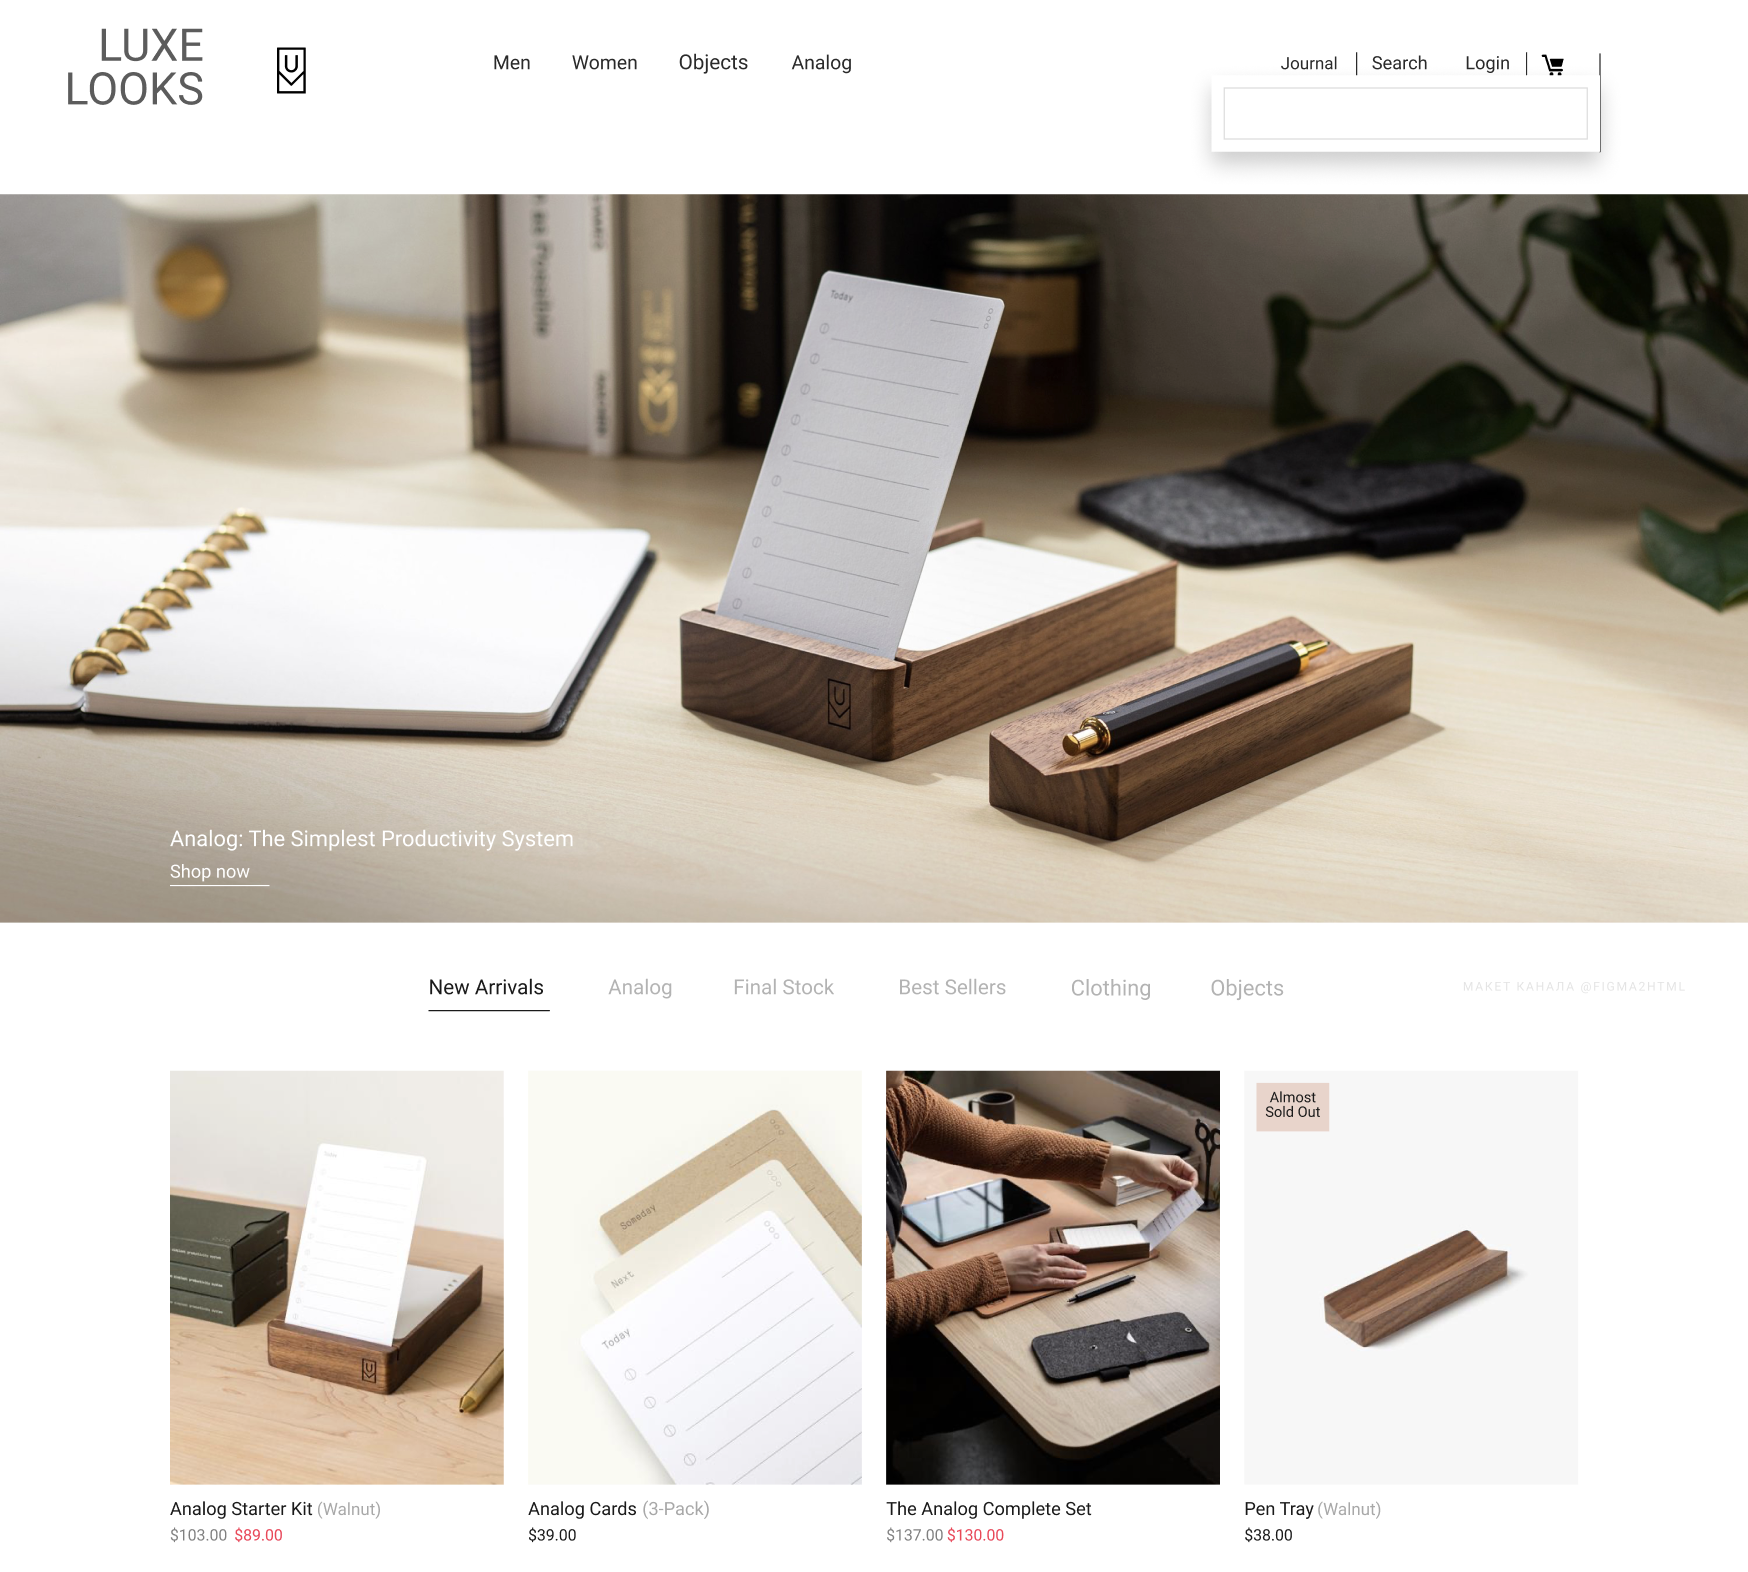 LUXE
LOOKS
U
Men Women Objects Analog
Journal Search Login
Today
U
Analog: The Simplest Productivity System
Shop now
New Arrivals Analog Final Stock Best Sellers Clothing Objects
МАКЕТ КАНАЛА @FIGMA2HTML
Almost
Sold Out
Today
Someday
Next
Today
U
Analog Starter Kit (Walnut)
$103.00 $89.00
Analog Cards (3-Pack)
$39.00
The Analog Complete Set
$137.00 $130.00
Pen Tray (Walnut)
$38.00